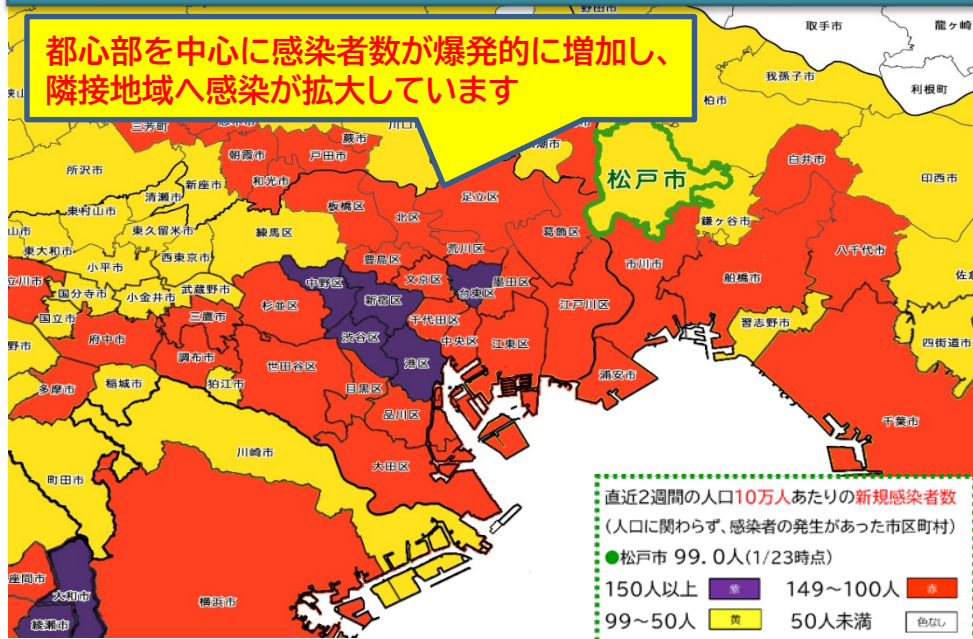 都心部を中心に感染者数が爆発的に増加し、
隣接地域へ感染が拡大しています
野田市
取手市
龍ヶ崎
我孫子市
利根町
柏市
三芳町
川口
蕨市
戸田市
朝霞市
和光市
所沢市
新座市
清瀬市
東村山市
東久留米市
東大和市
西東京市
小平市
練馬区
板橋区
北区
足立区
葛飾区
松戸市
白井市
印西市
鎌ヶ谷市
八千代市
市川市
船橋市
習志野市
四街道市
千葉市
浦安市
荒川区
豊島区
文京区
台東区
墨田区
江戸川区
中野区
新宿区
千代田区
中央区
江東区
渋谷区
港区
杉並区
武蔵野市
小金井市
国分寺市
立川市
国立市
三鷹市
府中市
調布市
世田谷区
目黒区
品川区
大田区
狛江市
稲城市
多摩市
川崎市
町田市
横浜市
座間市
大和市
綾瀬市
直近2週間の人口10万人あたりの新規感染者数
(人口に関わらず、感染者の発生があった市区町村)
●松戸市 99.0人(1/23時点)
150人以上 紫 149～100人 赤
99～50人 黄 50人未満 色なし